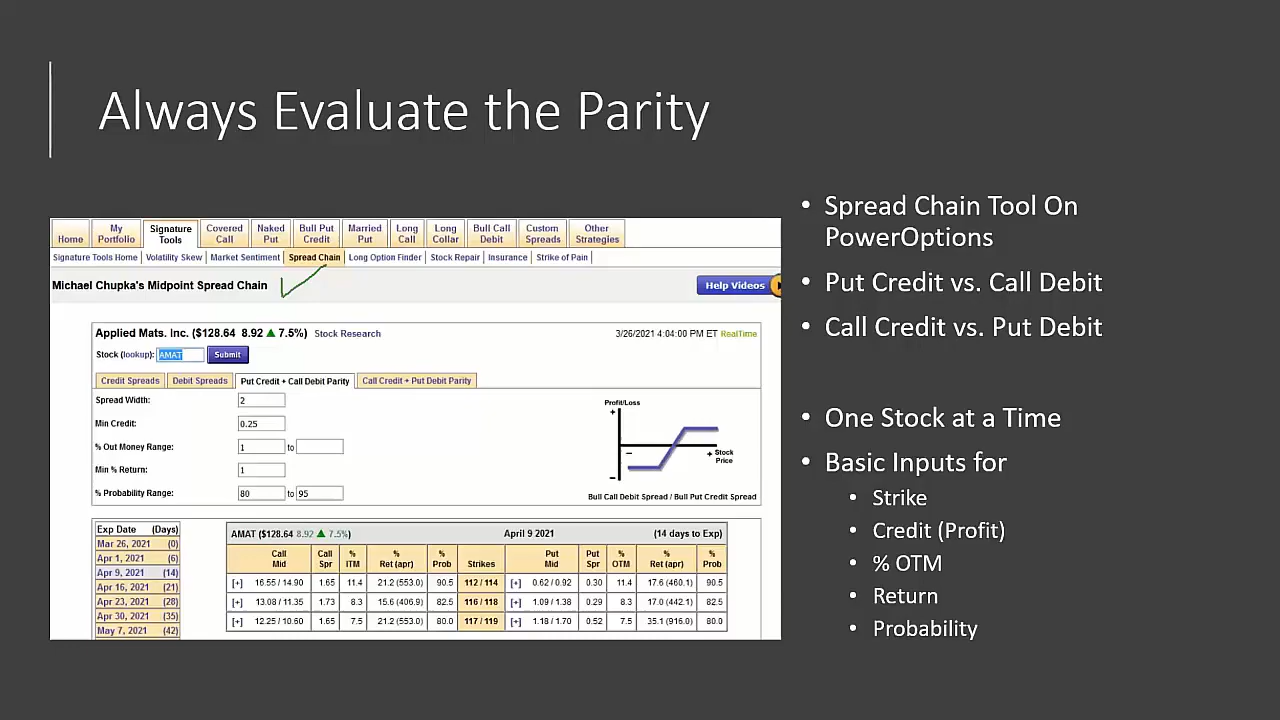 Always Evaluate the Parity
Home
My Portfolio
Signature Tools
Covered Call
Naked Put
Bull Put Credit
Married Put
Long Call
Long Collar
Bull Call Debit
Custom Spreads
Other Strategies
Signature Tools Home | Volatility Skew | Market Sentiment | Spread Chain | Long Option Finder | Stock Repair | Insurance | Strike of Pain |
Michael Chupka's Midpoint Spread Chain
Help Videos
Applied Mats. Inc. ($128.64 8.92 ▲ 7.5%) Stock Research
3/26/2021 4:04:00 PM ET RealTime
Stock (lookup): AMAT Submit
Credit Spreads
Debit Spreads
Put Credit + Call Debit Parity
Call Credit + Put Debit Parity
Spread Width: 2
Min Credit: 0.25
% Out Money Range: 1 to
Min % Return: 1
% Probability Range: 80 to 95
Profit/Loss
+
−
+ Stock Price
−
Bull Call Debit Spread / Bull Put Credit Spread
Exp Date (Days)
Mar 26, 2021 (0)
Apr 1, 2021 (6)
Apr 9, 2021 (14)
Apr 16, 2021 (21)
Apr 23, 2021 (28)
Apr 30, 2021 (35)
May 7, 2021 (42)
AMAT ($128.64 8.92 ▲ 7.5%) April 9 2021 (14 days to Exp)
Call Mid | Call Spr | % ITM | % Ret (apr) | % Prob | Strikes | Put Mid | Put Spr | % OTM | % Ret (apr) | % Prob
[+] 16.55 / 14.90 1.65 11.4 21.2 (553.0) 90.5 112 / 114 [+] 0.62 / 0.92 0.30 11.4 17.6 (460.1) 90.5
[+] 13.08 / 11.35 1.73 8.3 15.6 (406.9) 82.5 116 / 118 [+] 1.09 / 1.38 0.29 8.3 17.0 (442.1) 82.5
[+] 12.25 / 10.60 1.65 7.5 21.2 (553.0) 80.0 117 / 119 [+] 1.18 / 1.70 0.52 7.5 35.1 (916.0) 80.0
• Spread Chain Tool On
PowerOptions
• Put Credit vs. Call Debit
• Call Credit vs. Put Debit
• One Stock at a Time
• Basic Inputs for
• Strike
• Credit (Profit)
• % OTM
• Return
• Probability